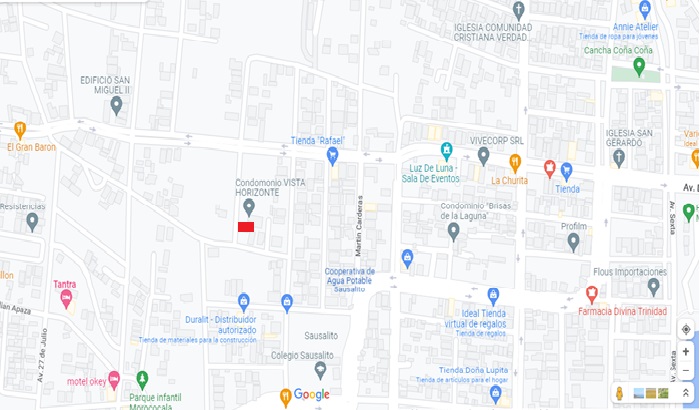 IGLESIA COMUNIDAD
CRISTIANA VERDAD...
Annie Atelier
Tienda de ropa para jóvenes
Cancha Coña Coña
EDIFICIO SAN
MIGUEL II
El Gran Baron
Tienda "Rafael"
VIVECORP SRL
IGLESIA SAN
GERARDO
Luz De Luna -
Sala De Eventos
La Churita
Tienda
Condomonio VISTA
HORIZONTE
Martín Carderas
Condominio "Brisas
de la Laguna"
Profilm
Av. Sexta
Resistencias
Cooperativa de
Agua Potable
Sausalito
Flous Importaciones
Tantra
Duralit - Distribuidor
autorizado
Tienda de materiales para la construcción
Ideal Tienda
virtual de regalos
Tienda de regalos
Farmacia Divina Trinidad
Av. 27 de Julio
Sausalito
Colegio Sausalito
Tienda Doña Lupita
Tienda de artículos para el hogar
motel okey
Parque infantil
Morococala
Google
Av. Sexta